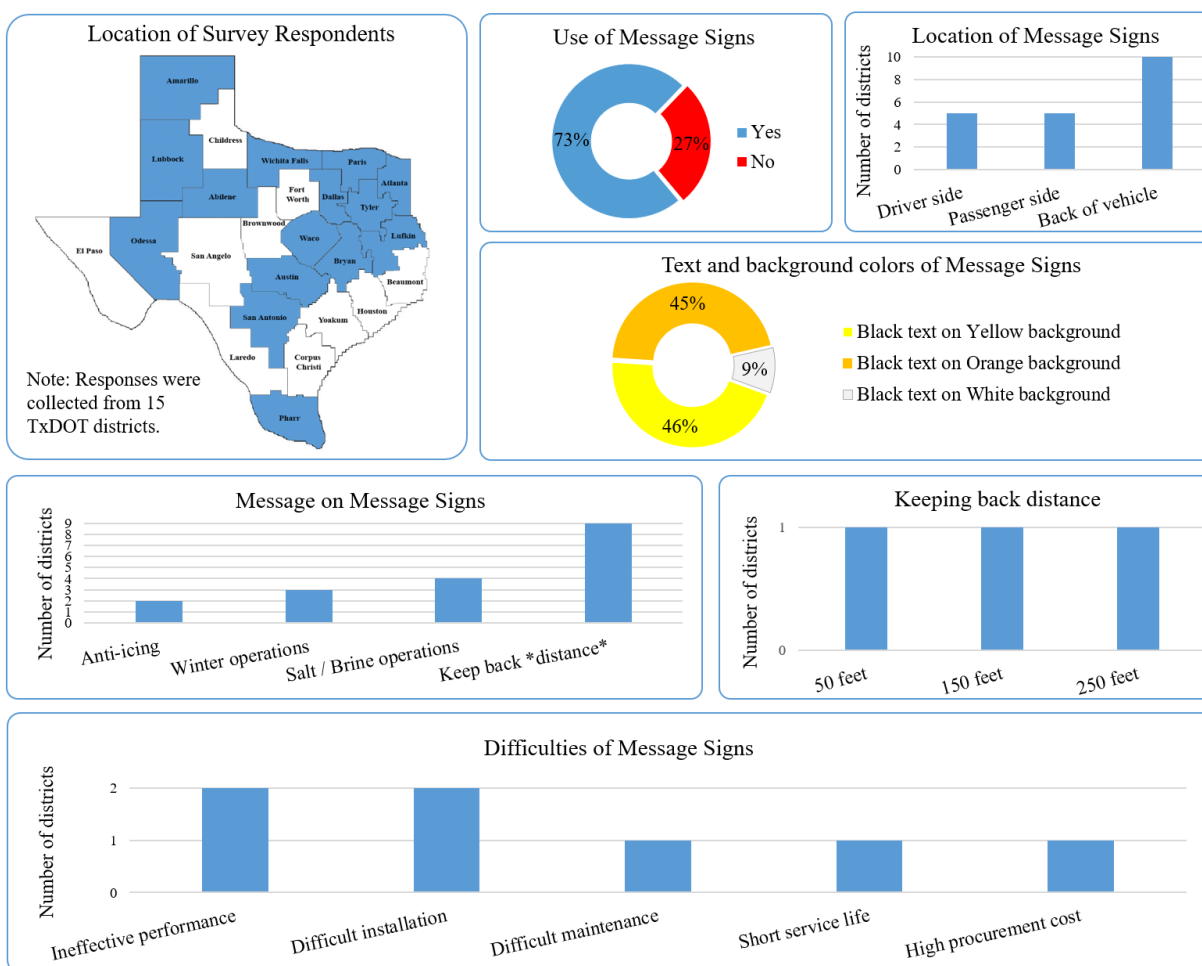 Location of Survey Respondents
Amarillo
Childress
Lubbock
Wichita Falls
Paris
Atlanta
Abilene
Fort
Worth
Dallas
Tyler
Brownwood
Waco
Lufkin
El Paso
Odessa
San Angelo
Bryan
Austin
Beaumont
Houston
San Antonio
Yoakum
Laredo
Corpus
Christi
Pharr
Note: Responses were
collected from 15
TxDOT districts.
Use of Message Signs
73%
27%
Yes
No
Location of Message Signs
Number of districts
10
8
6
4
2
0
Driver side
Passenger side
Back of vehicle
Text and background colors of Message Signs
45%
9%
46%
Black text on Yellow background
Black text on Orange background
Black text on White background
Message on Message Signs
Number of districts
9
8
7
6
5
4
3
2
1
0
Anti-icing
Winter operations
Salt / Brine operations
Keep back *distance*
Keeping back distance
Number of districts
1
0
50 feet
150 feet
250 feet
Difficulties of Message Signs
Number of districts
2
1
0
Ineffective performance
Difficult installation
Difficult maintenance
Short service life
High procurement cost